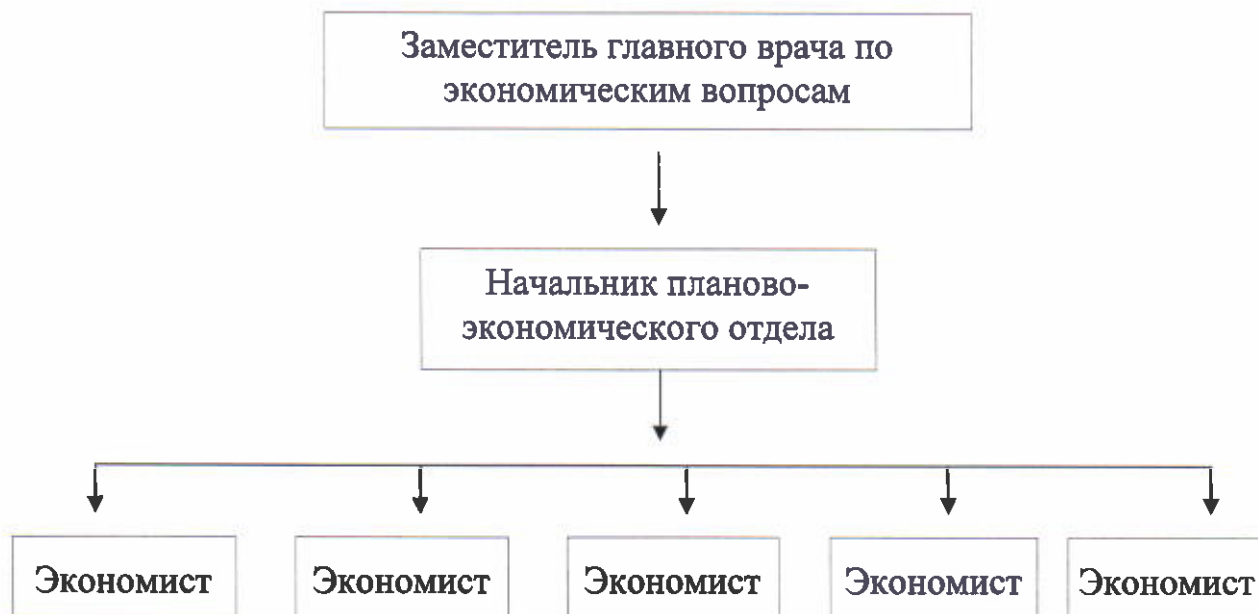 Заместитель главного врача по
экономическим вопросам
Начальник планово-
экономического отдела
Экономист
Экономист
Экономист
Экономист
Экономист